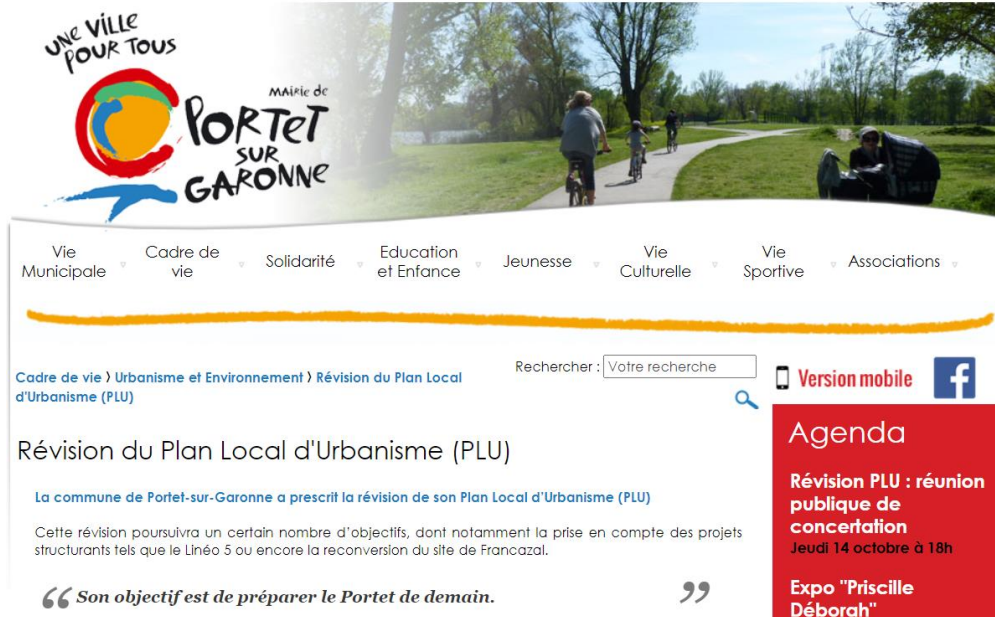 UNE VILLE
POUR TOUS
MAIRIE de
PORTET
SUR
GARONNE
Vie
Municipale
Cadre de
vie
Solidarité
Education
et Enfance
Jeunesse
Vie
Culturelle
Vie
Sportive
Associations
Cadre de vie ⟩ Urbanisme et Environnement ⟩ Révision du Plan Local
d'Urbanisme (PLU)
Rechercher : Votre recherche
Version mobile
f
Révision du Plan Local d'Urbanisme (PLU)
La commune de Portet-sur-Garonne a prescrit la révision de son Plan Local d’Urbanisme (PLU)
Cette révision poursuivra un certain nombre d’objectifs, dont notamment la prise en compte des projets
structurants tels que le Linéo 5 ou encore la reconversion du site de Francazal.
“ Son objectif est de préparer le Portet de demain. ”
Agenda
Révision PLU : réunion
publique de
concertation
Jeudi 14 octobre à 18h
Expo "Priscille
Déborah"